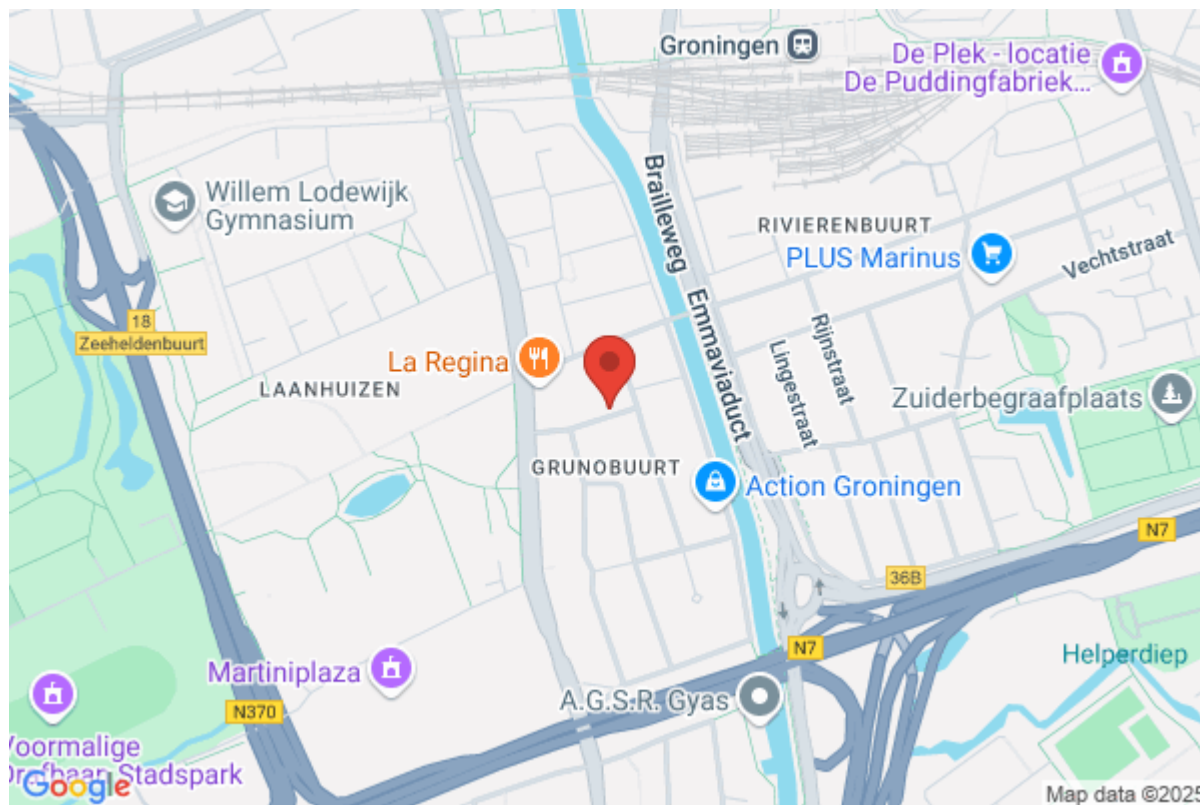 Groningen
De Plek - locatie
De Puddingfabriek...
Willem Lodewijk
Gymnasium
Brailleweg
RIVIERENBUURT
PLUS Marinus
Vechtstraat
18
Zeeheldenbuurt
Emmaviaduct
La Regina
Rijnstraat
Lingestraat
LAANHUIZEN
Zuiderbegraafplaats
GRUNOBUURT
Action Groningen
N7
36B
N7
Helperdiep
Martiniplaza
A.G.S.R. Gyas
N370
Voormalige
Drafbaan Stadspark
Google
Map data ©2025